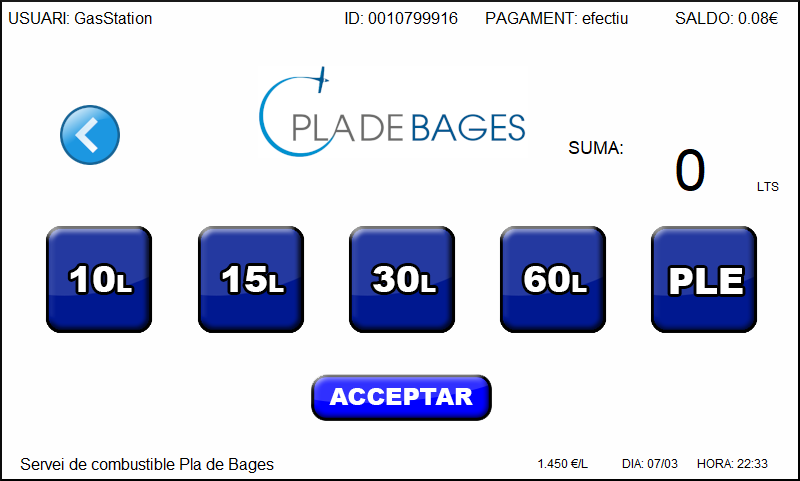 USUARI: GasStation ID: 0010799916 PAGAMENT: efectiu SALDO: 0.08€
PLA DE BAGES
SUMA: 0 LTS
10L 15L 30L 60L PLE
ACCEPTAR
Servei de combustible Pla de Bages 1.450 €/L DIA: 07/03 HORA: 22:33